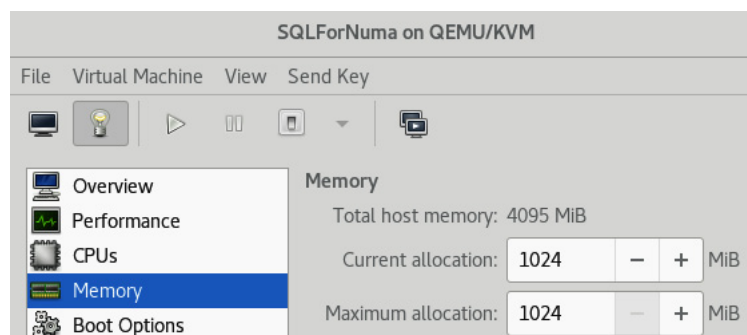 SQLForNuma on QEMU/KVM
File Virtual Machine View Send Key
Overview
Performance
CPUs
Memory
Boot Options
Memory
Total host memory: 4095 MiB
Current allocation: 1024 − + MiB
Maximum allocation: 1024 − + MiB